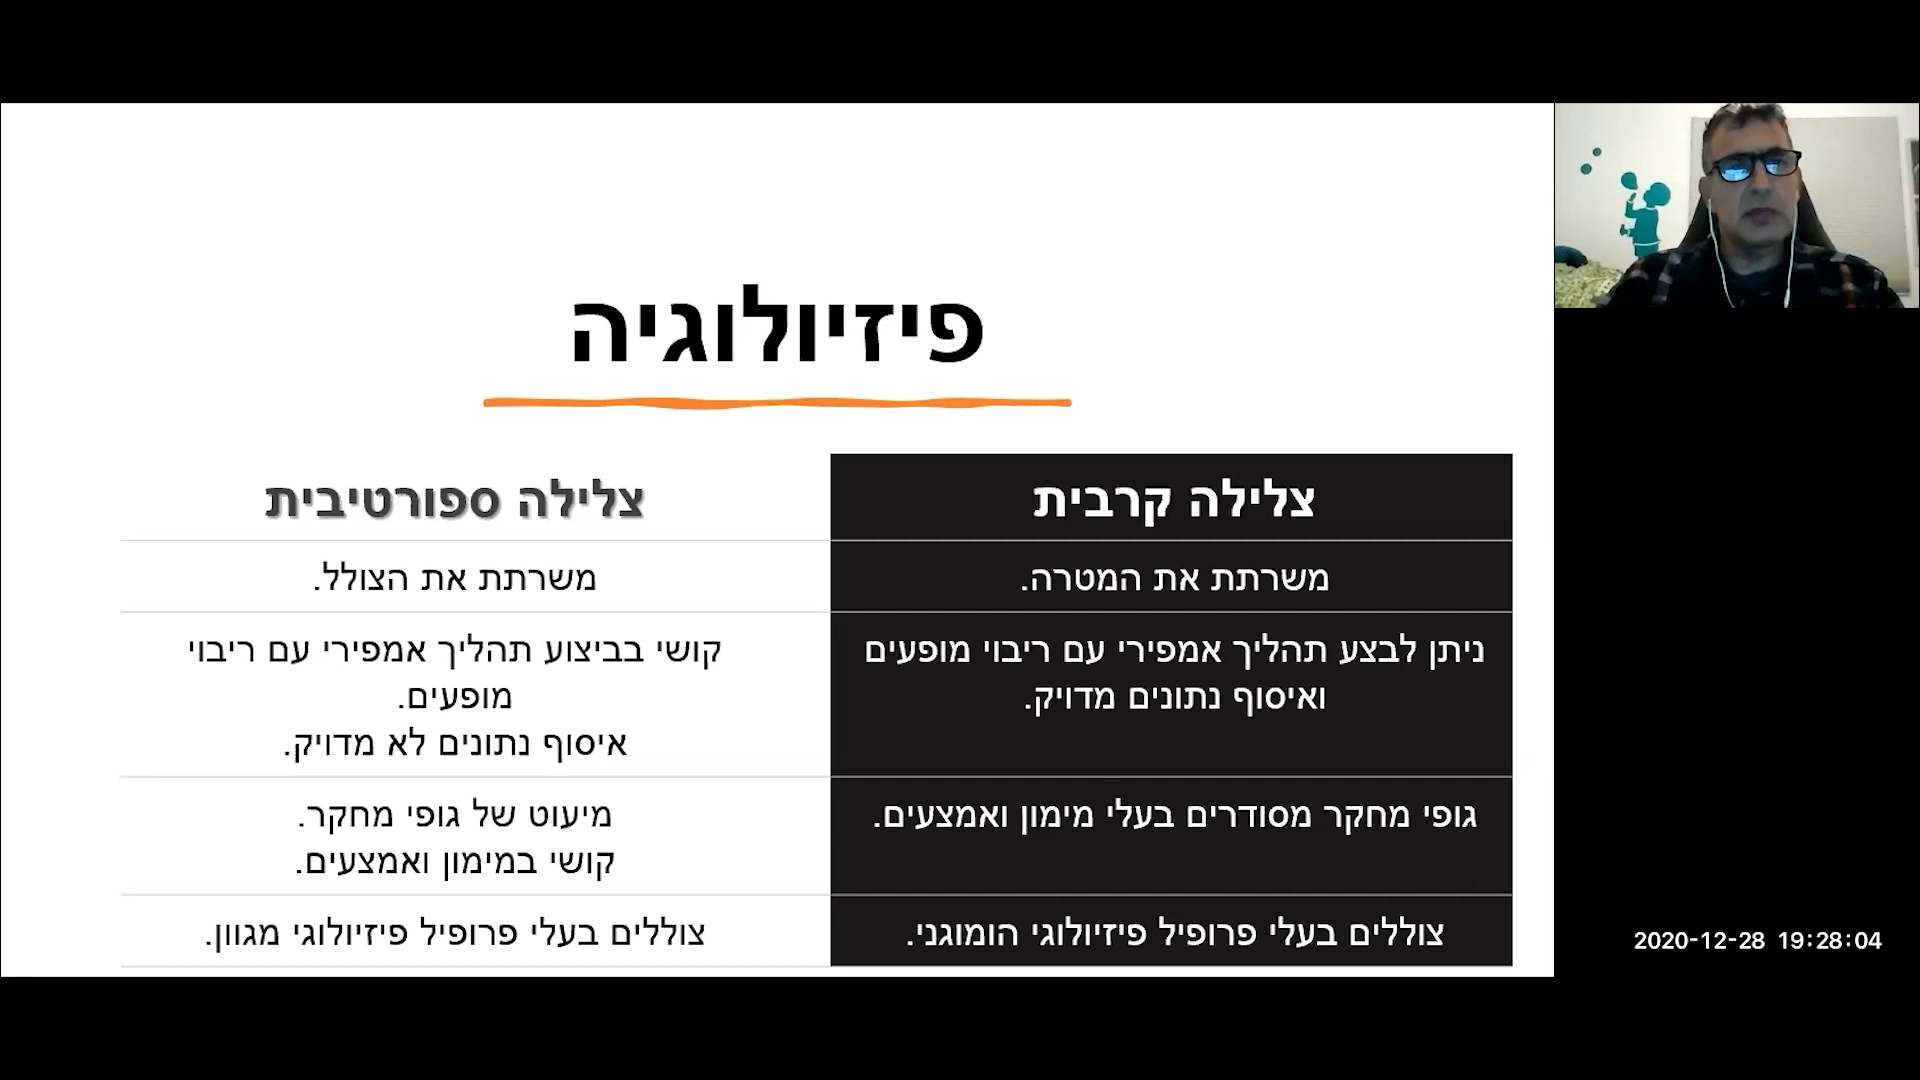 פיזיולוגיה
צלילה קרבית
צלילה ספורטיבית
משרתת את המטרה.
משרתת את הצולל.
ניתן לבצע תהליך אמפירי עם ריבוי מופעים
ואיסוף נתונים מדויק.
קושי בביצוע תהליך אמפירי עם ריבוי
מופעים.
איסוף נתונים לא מדויק.
גופי מחקר מסודרים בעלי מימון ואמצעים.
מיעוט של גופי מחקר.
קושי במימון ואמצעים.
צוללים בעלי פרופיל פיזיולוגי הומוגני.
צוללים בעלי פרופיל פיזיולוגי מגוון.
2020-12-28 19:28:04